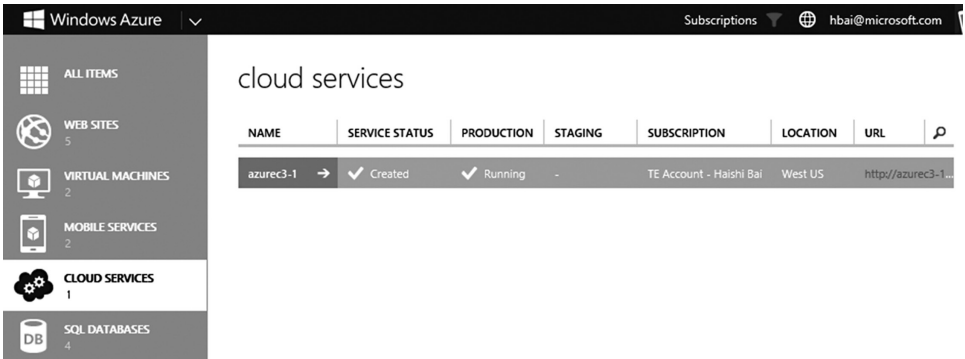 Windows Azure
Subscriptions hbai@microsoft.com
ALL ITEMS
WEB SITES
5
VIRTUAL MACHINES
2
MOBILE SERVICES
2
CLOUD SERVICES
1
SQL DATABASES
4
DB
cloud services
NAME SERVICE STATUS PRODUCTION STAGING SUBSCRIPTION LOCATION URL
azurec3-1 Created Running - TE Account - Haishi Bai West US http://azurec3-1...